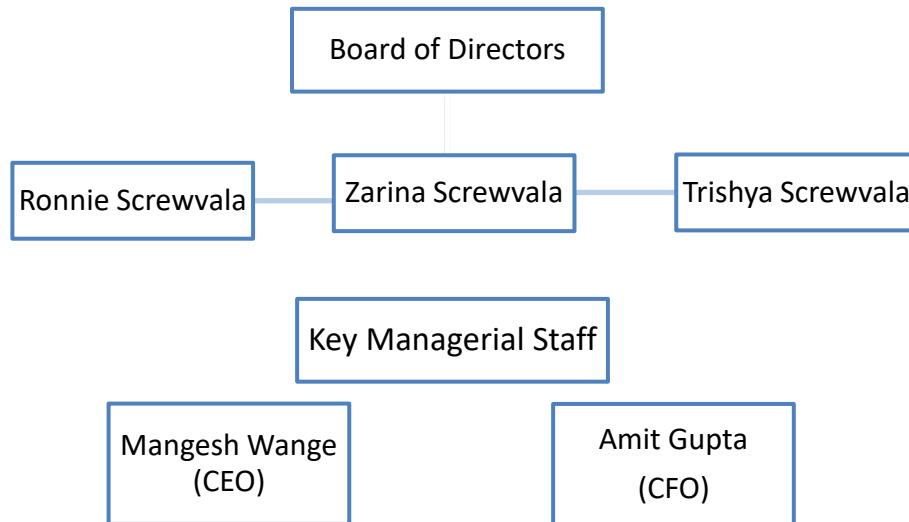 Board of Directors
Ronnie Screwvala
Zarina Screwvala
Trishya Screwvala
Key Managerial Staff
Mangesh Wange
(CEO)
Amit Gupta
(CFO)